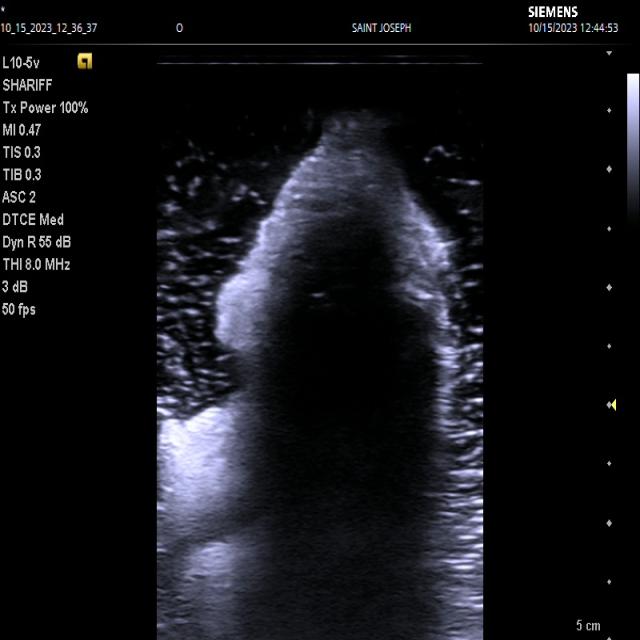 *
SIEMENS
10_15_2023_12_36_37 O SAINT JOSEPH 10/15/2023 12:44:53
L10-5v
SHARIFF
Tx Power 100%
MI 0.47
TIS 0.3
TIB 0.3
ASC 2
DTCE Med
Dyn R 55 dB
THI 8.0 MHz
3 dB
50 fps
5 cm